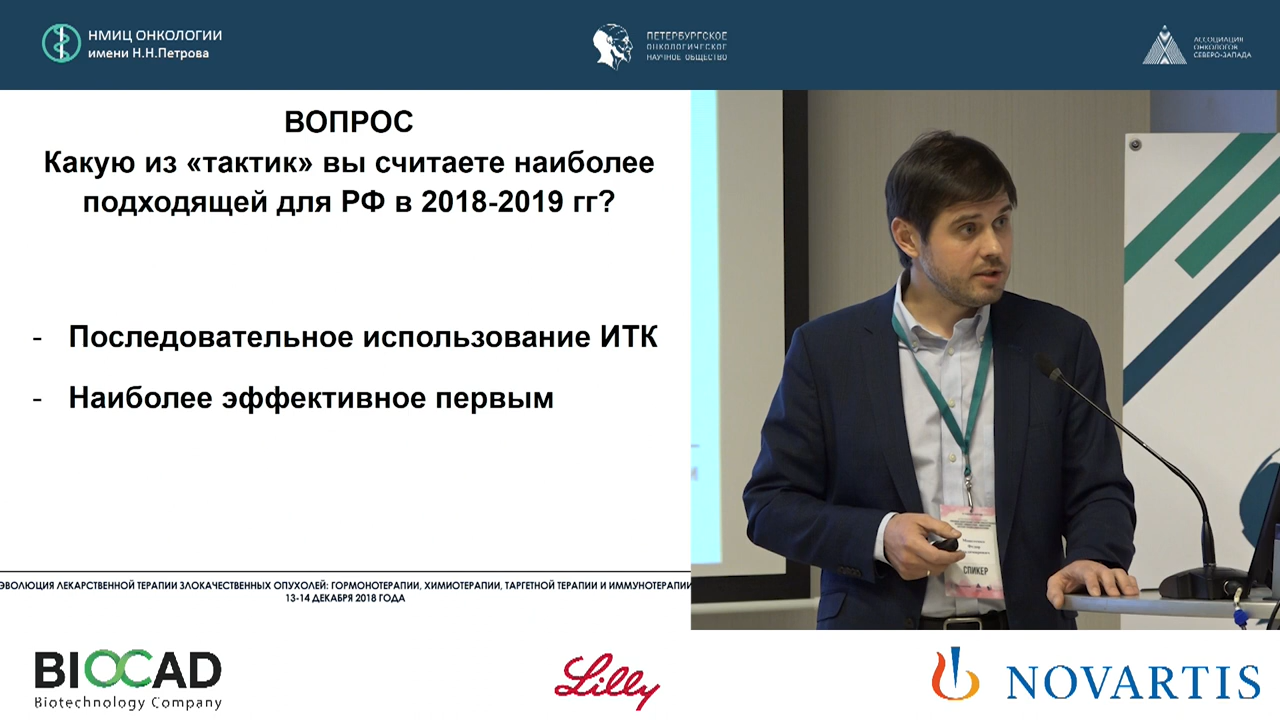 НМИЦ ОНКОЛОГИИ
имени Н.Н.Петрова
ПЕТЕРБУРГСКОЕ
ОНКОЛОГИЧЕСКОЕ
НАУЧНОЕ ОБЩЕСТВО
АССОЦИАЦИЯ
ОНКОЛОГОВ
СЕВЕРО-ЗАПАДА
ВОПРОС
Какую из «тактик» вы считаете наиболее
подходящей для РФ в 2018-2019 гг?
- Последовательное использование ИТК
- Наиболее эффективное первым
СПИКЕР
ЭВОЛЮЦИЯ ЛЕКАРСТВЕННОЙ ТЕРАПИИ ЗЛОКАЧЕСТВЕННЫХ ОПУХОЛЕЙ: ГОРМОНОТЕРАПИИ, ХИМИОТЕРАПИИ, ТАРГЕТНОЙ ТЕРАПИИ И ИММУНОТЕРАПИИ
13-14 ДЕКАБРЯ 2018 ГОДА
BIOCAD
Biotechnology Company
Lilly
NOVARTIS